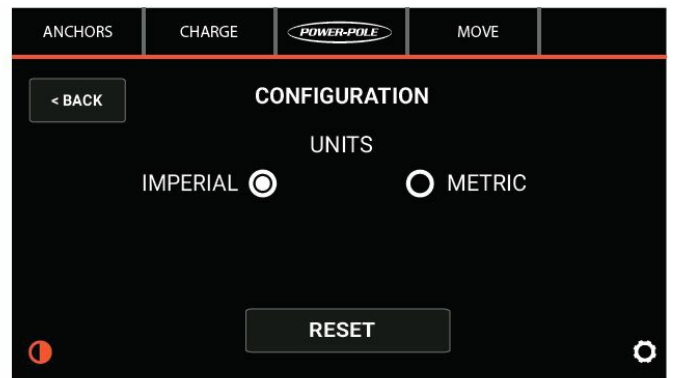 ANCHORS CHARGE POWER-POLE MOVE
< BACK CONFIGURATION
UNITS
IMPERIAL METRIC
RESET